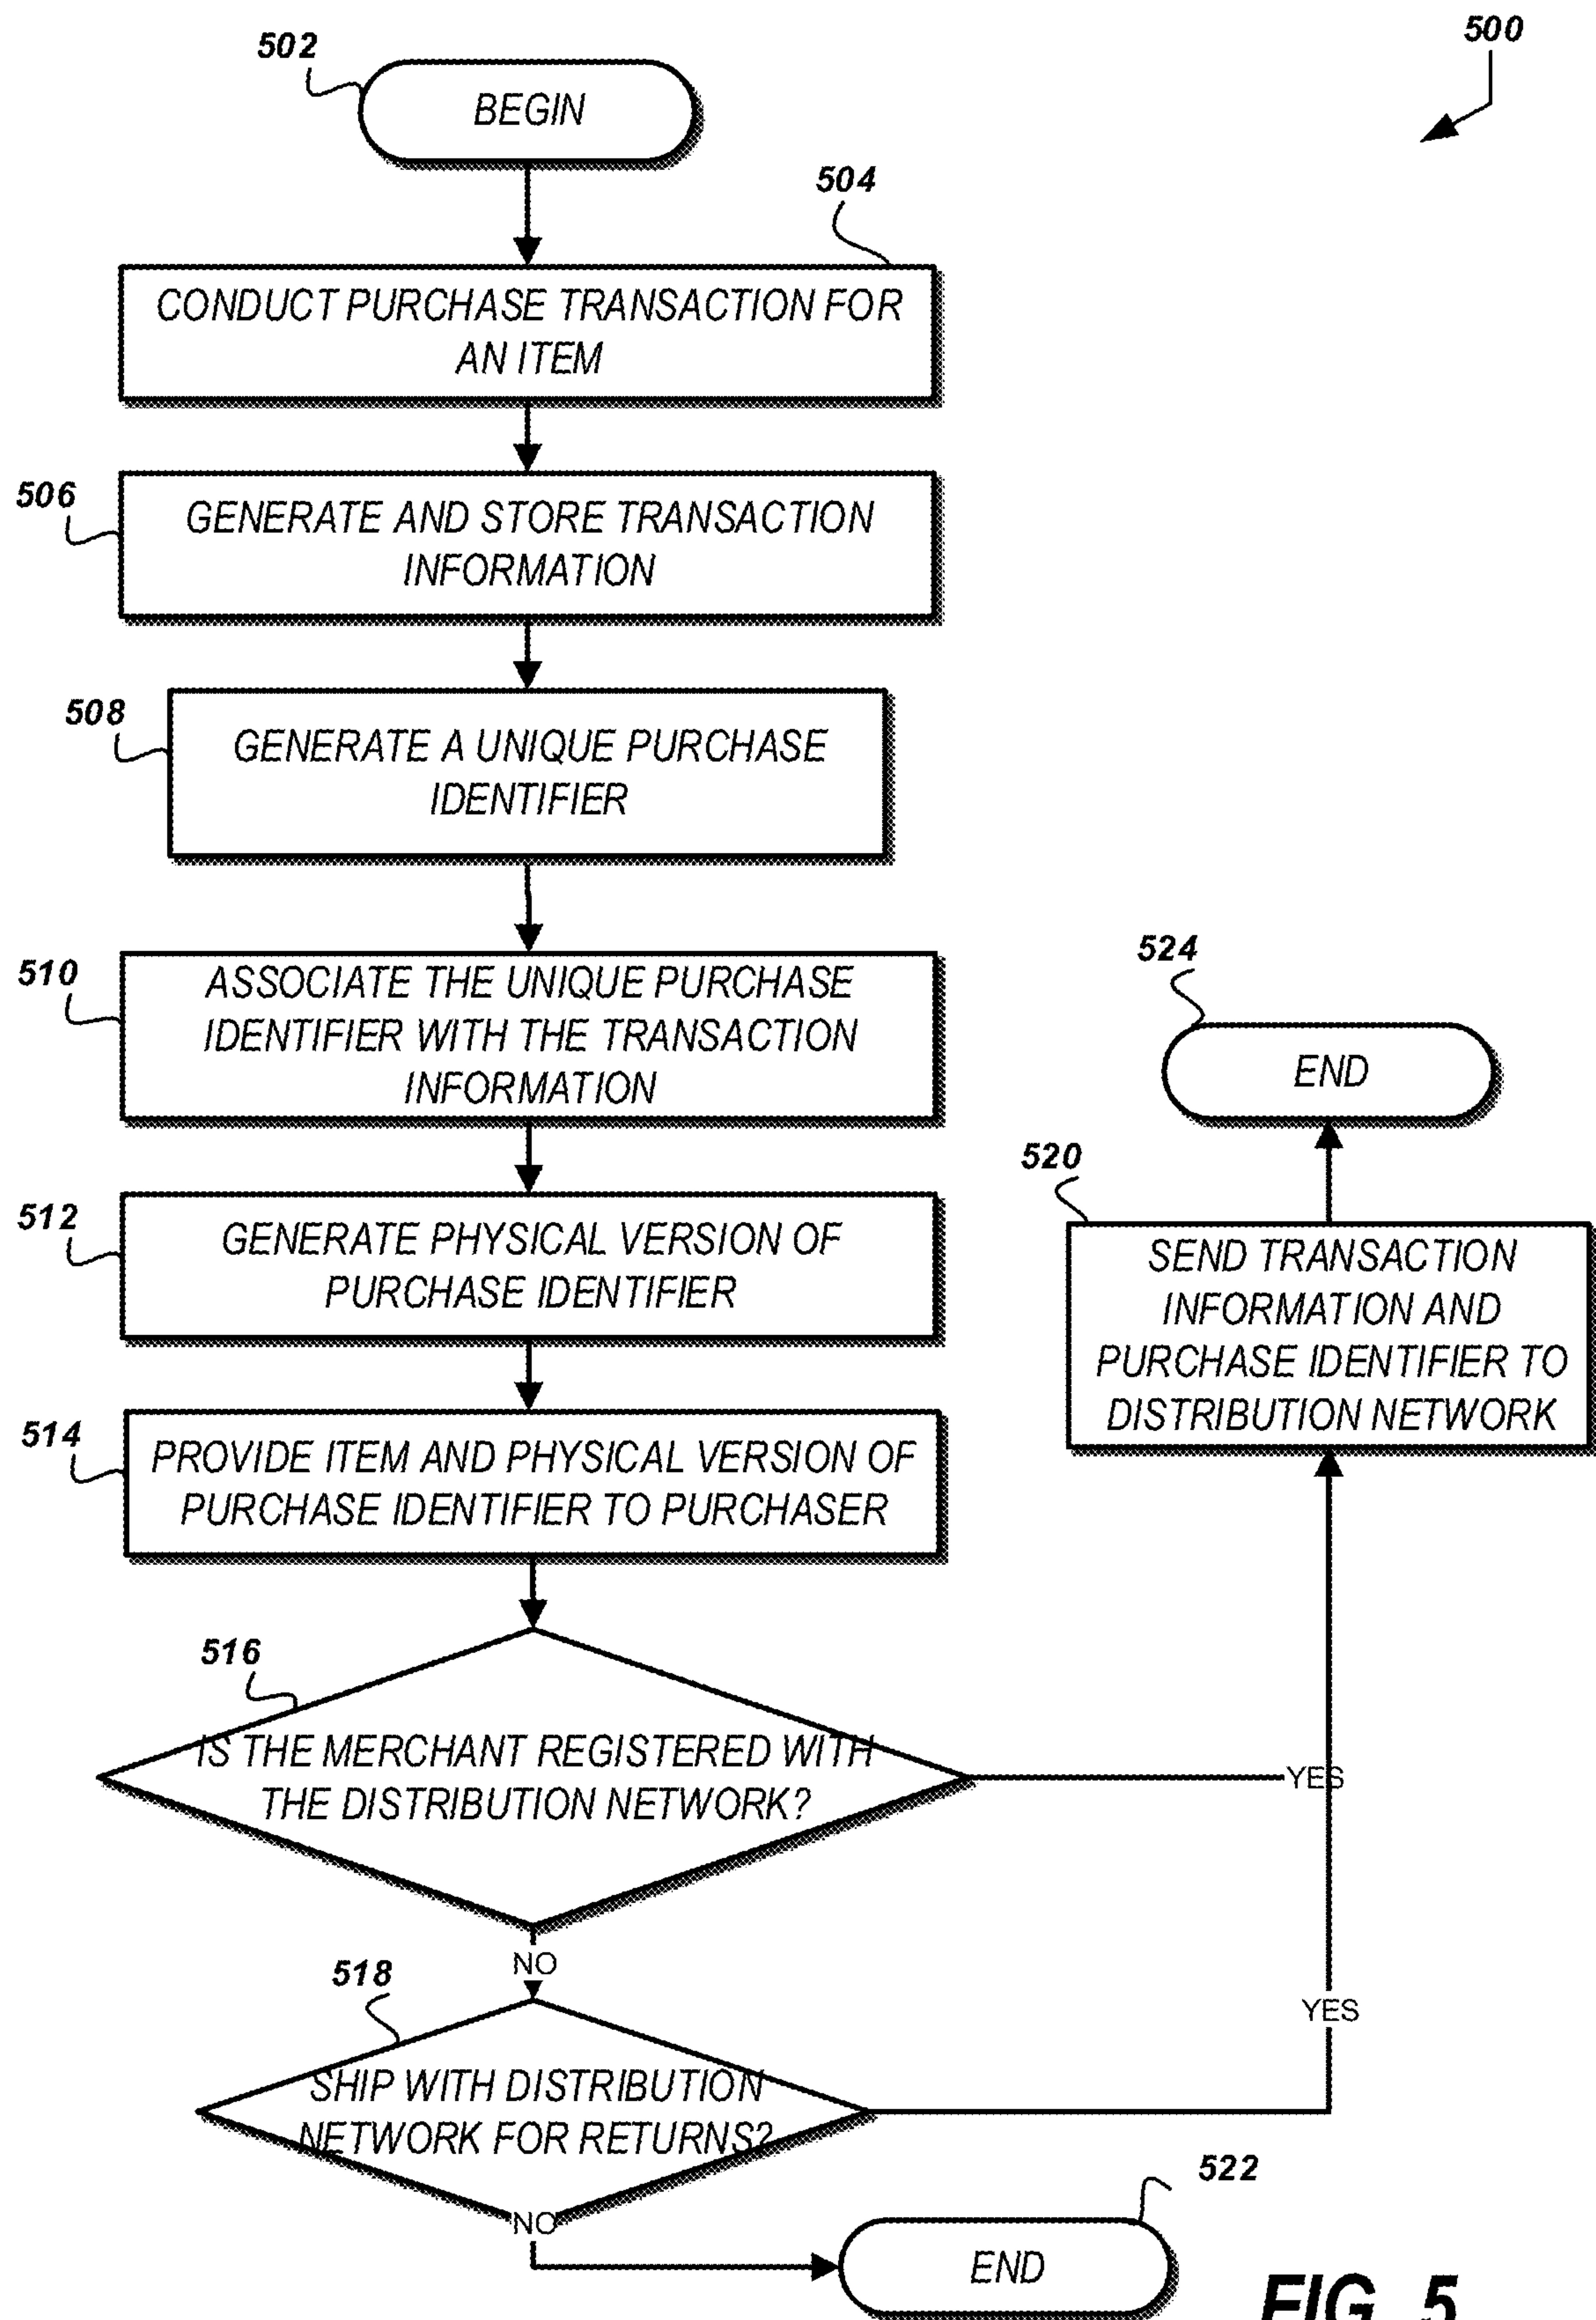 500
502
BEGIN
504
CONDUCT PURCHASE TRANSACTION FOR
AN ITEM
506
GENERATE AND STORE TRANSACTION
INFORMATION
508
GENERATE A UNIQUE PURCHASE
IDENTIFIER
510
ASSOCIATE THE UNIQUE PURCHASE
IDENTIFIER WITH THE TRANSACTION
INFORMATION
512
GENERATE PHYSICAL VERSION OF
PURCHASE IDENTIFIER
514
PROVIDE ITEM AND PHYSICAL VERSION OF
PURCHASE IDENTIFIER TO PURCHASER
516
IS THE MERCHANT REGISTERED WITH
THE DISTRIBUTION NETWORK?
YES
NO
518
SHIP WITH DISTRIBUTION
NETWORK FOR RETURNS?
YES
NO
520
SEND TRANSACTION
INFORMATION AND
PURCHASE IDENTIFIER TO
DISTRIBUTION NETWORK
524
END
522
END
FIG. 5